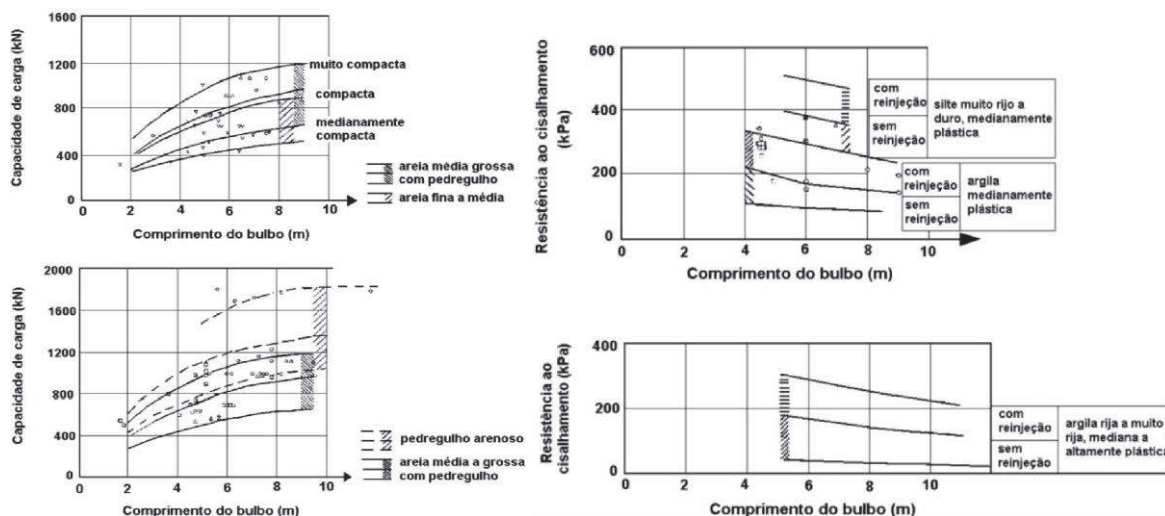 Capacidade de carga (kN)
1600
1200
800
400
0
0
2
4
6
8
10
muito compacta
compacta
medianamente
compacta
areia média grossa
com pedregulho
areia fina a média
Comprimento do bulbo (m)
Capacidade de carga (kN)
2000
1600
1200
800
400
0
2
4
6
8
10
pedregulho arenoso
areia média a grossa
com pedregulho
Comprimento do bulbo (m)
Resistência ao cisalhamento
(kPa)
600
400
200
0
0
2
4
6
8
10
com
reinjeção
sem
reinjeção
silte muito rijo a
duro, medianamente
plástica
com
reinjeção
sem
reinjeção
argila
medianamente
plástica
Comprimento do bulbo (m)
Resistência ao
cisalhamento (kPa)
400
200
0
0
2
4
6
8
10
com
reinjeção
sem
reinjeção
argila rija a muito
rija, mediana a
altamente plástica
Comprimento do bulbo (m)